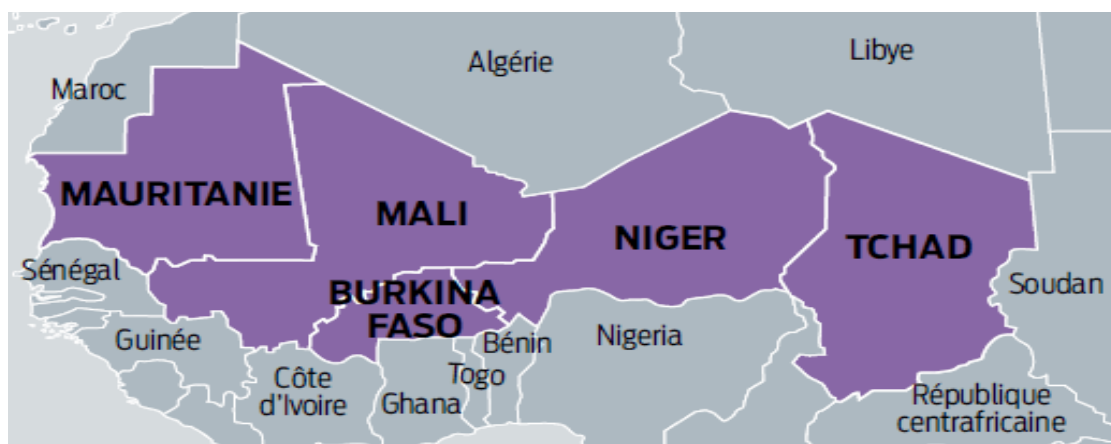 Maroc
Algérie
Libye
MAURITANIE
MALI
NIGER
TCHAD
Sénégal
BURKINA
FASO
Soudan
Guinée
Bénin
Nigeria
Togo
Côte
d'Ivoire
Ghana
République
centrafricaine